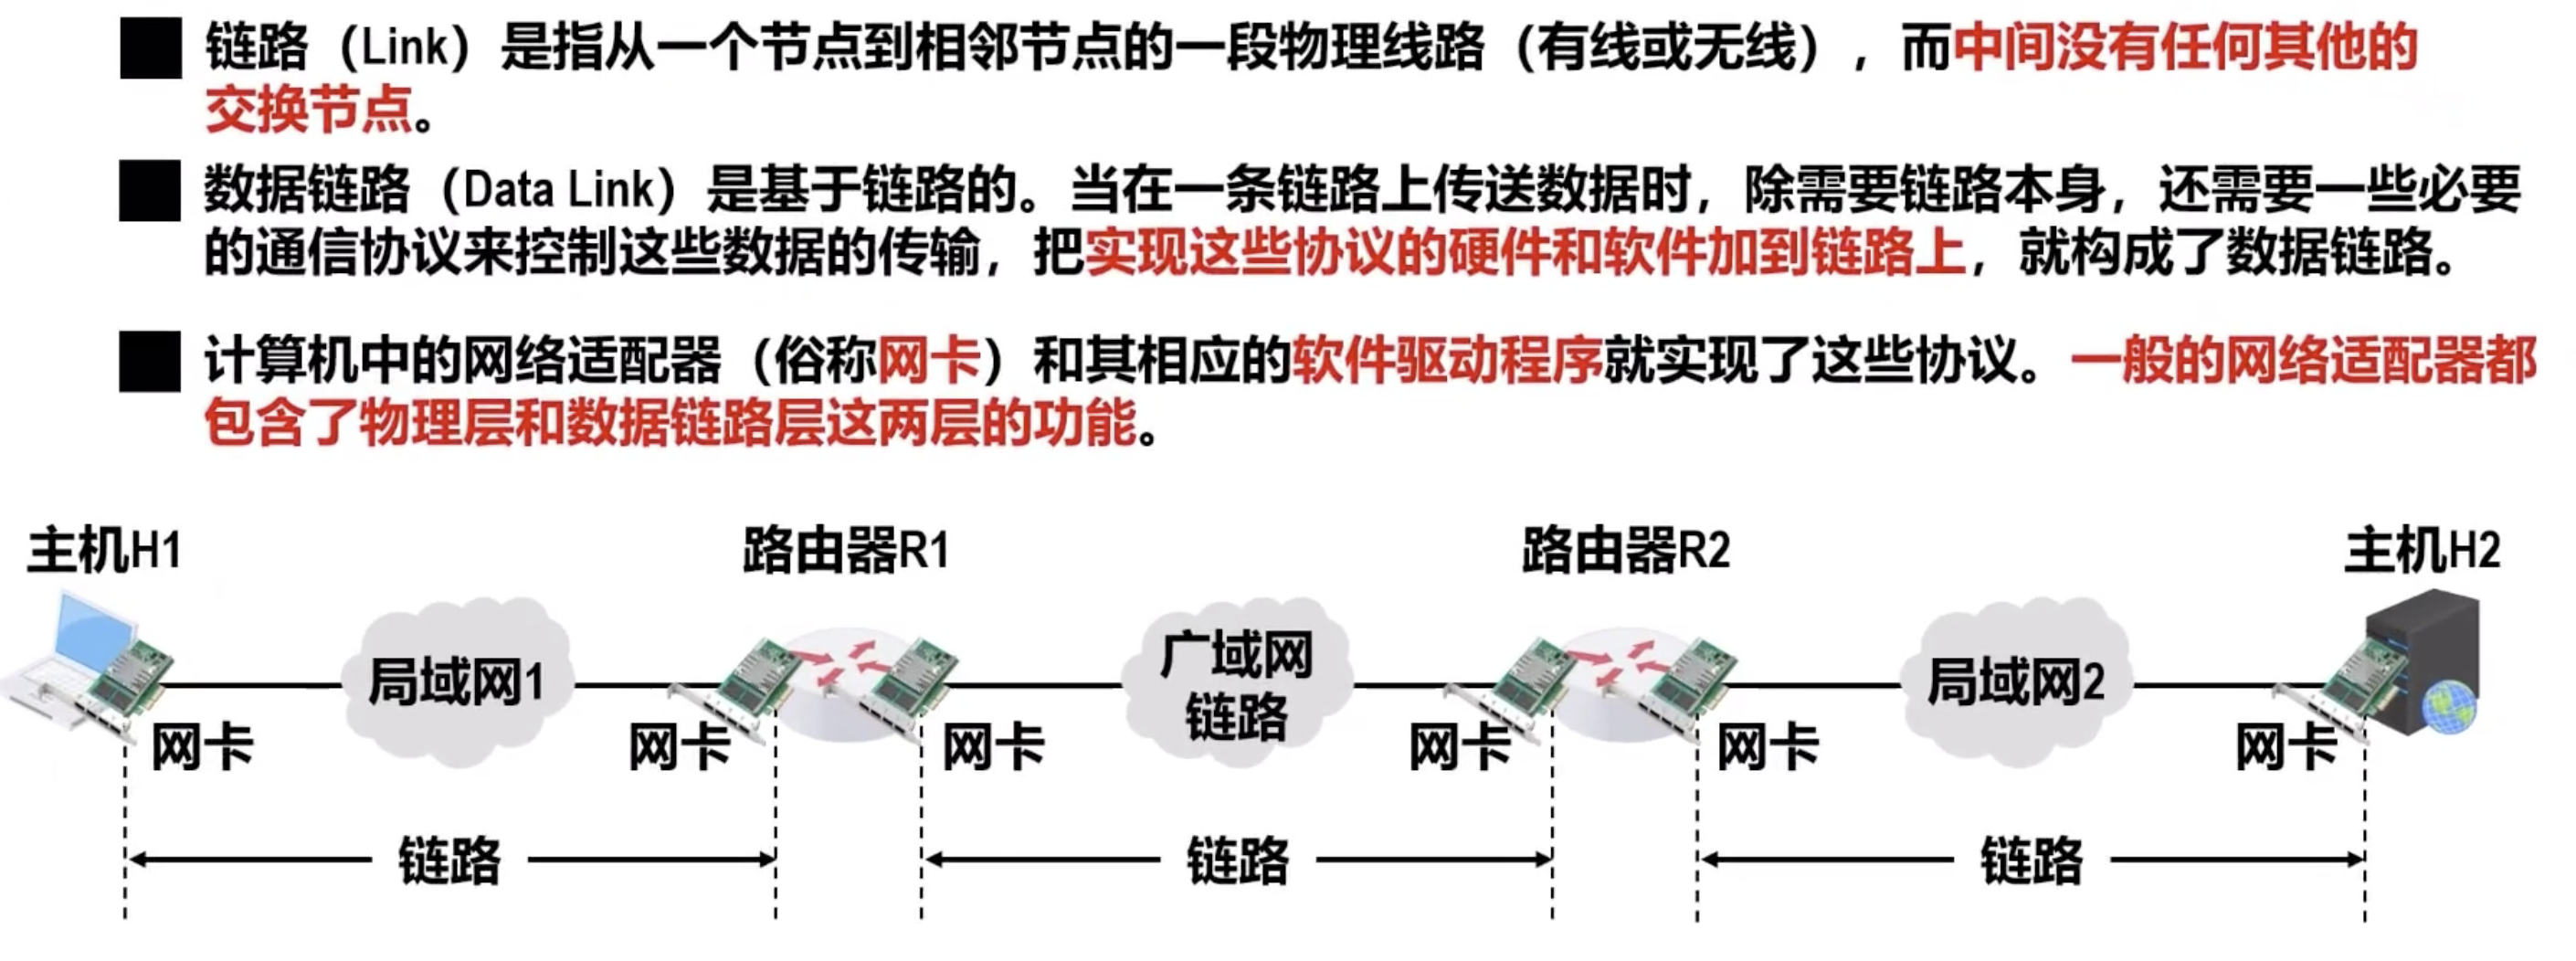 链路（Link）是指从一个节点到相邻节点的一段物理线路（有线或无线），而中间没有任何其他的
交换节点。
数据链路（Data Link）是基于链路的。当在一条链路上传送数据时，除需要链路本身，还需要一些必要
的通信协议来控制这些数据的传输，把实现这些协议的硬件和软件加到链路上，就构成了数据链路。
计算机中的网络适配器（俗称网卡）和其相应的软件驱动程序就实现了这些协议。一般的网络适配器都
包含了物理层和数据链路层这两层的功能。
主机H1
路由器R1
路由器R2
主机H2
局域网1
广域网
链路
局域网2
网卡
网卡
网卡
网卡
网卡
网卡
链路
链路
链路